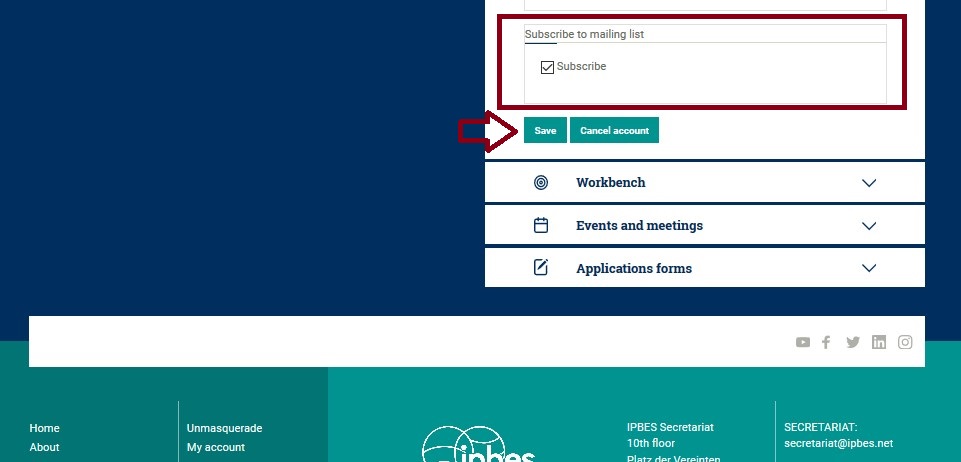 Subscribe to mailing list
Subscribe
Save
Cancel account
Workbench
Events and meetings
Applications forms
Home
About
Unmasquerade
My account
ipbes
IPBES Secretariat
10th floor
Platz der Vereinten
SECRETARIAT:
secretariat@ipbes.net